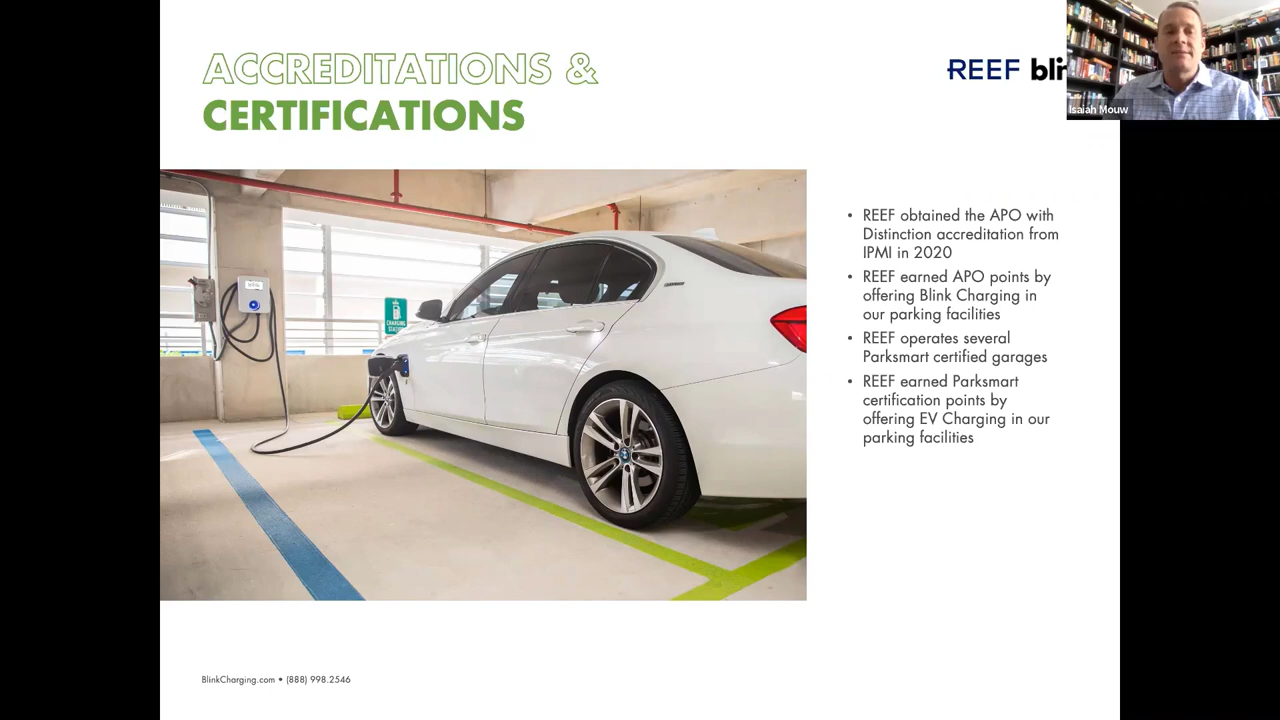 ACCREDITATIONS &
CERTIFICATIONS
REEF
Isaiah Mouw
CHARGING
• REEF obtained the APO with
Distinction accreditation from
IPMI in 2020
• REEF earned APO points by
offering Blink Charging in
our parking facilities
• REEF operates several
Parksmart certified garages
• REEF earned Parksmart
certification points by
offering EV Charging in our
parking facilities
BlinkCharging.com • (888) 998.2546